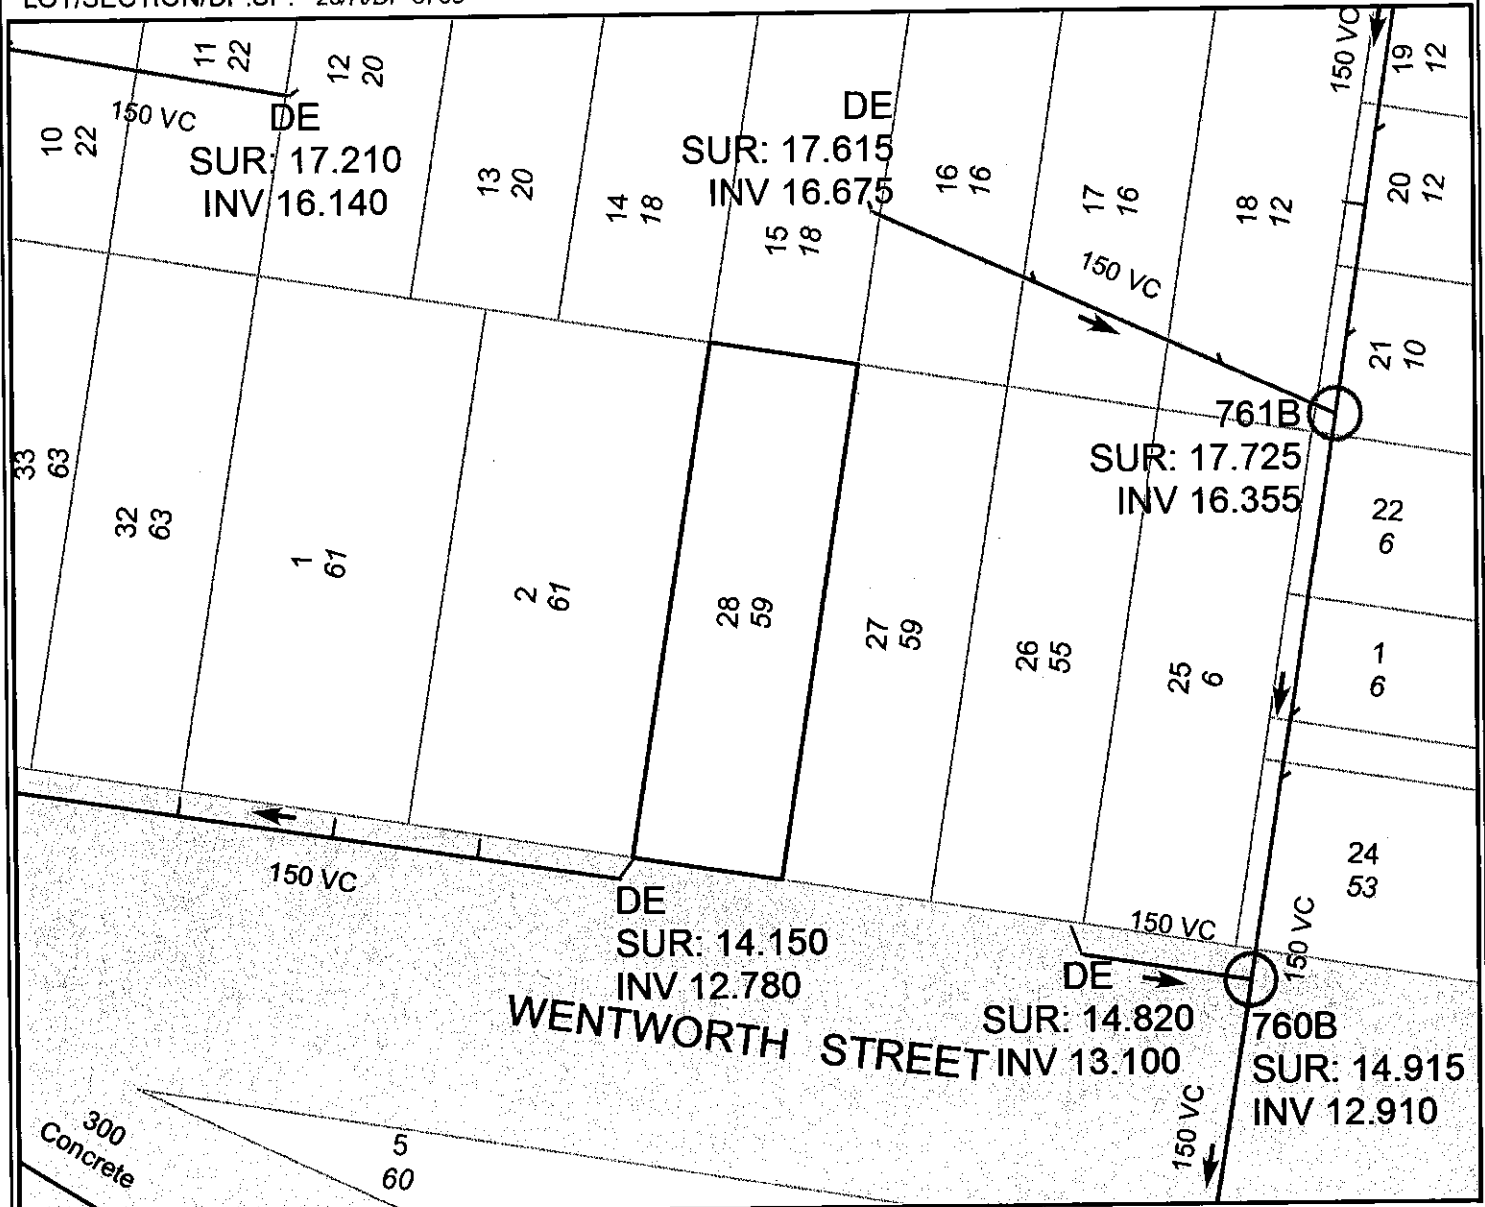 11
22
12
20
150 VC
19
12
10
22
150 VC
DE
SUR: 17.210
INV 16.140
DE
SUR: 17.615
INV 16.675
13
20
14
18
15
18
16
16
17
16
18
12
20
12
150 VC
21
10
761B
SUR: 17.725
INV 16.355
33
63
32
63
1
61
2
61
28
59
27
59
26
55
25
6
22
6
1
6
24
53
150 VC
DE
SUR: 14.150
INV 12.780
150 VC
150 VC
DE
SUR: 14.820
INV 13.100
760B
SUR: 14.915
INV 12.910
WENTWORTH STREET
150 VC
300
Concrete
5
60